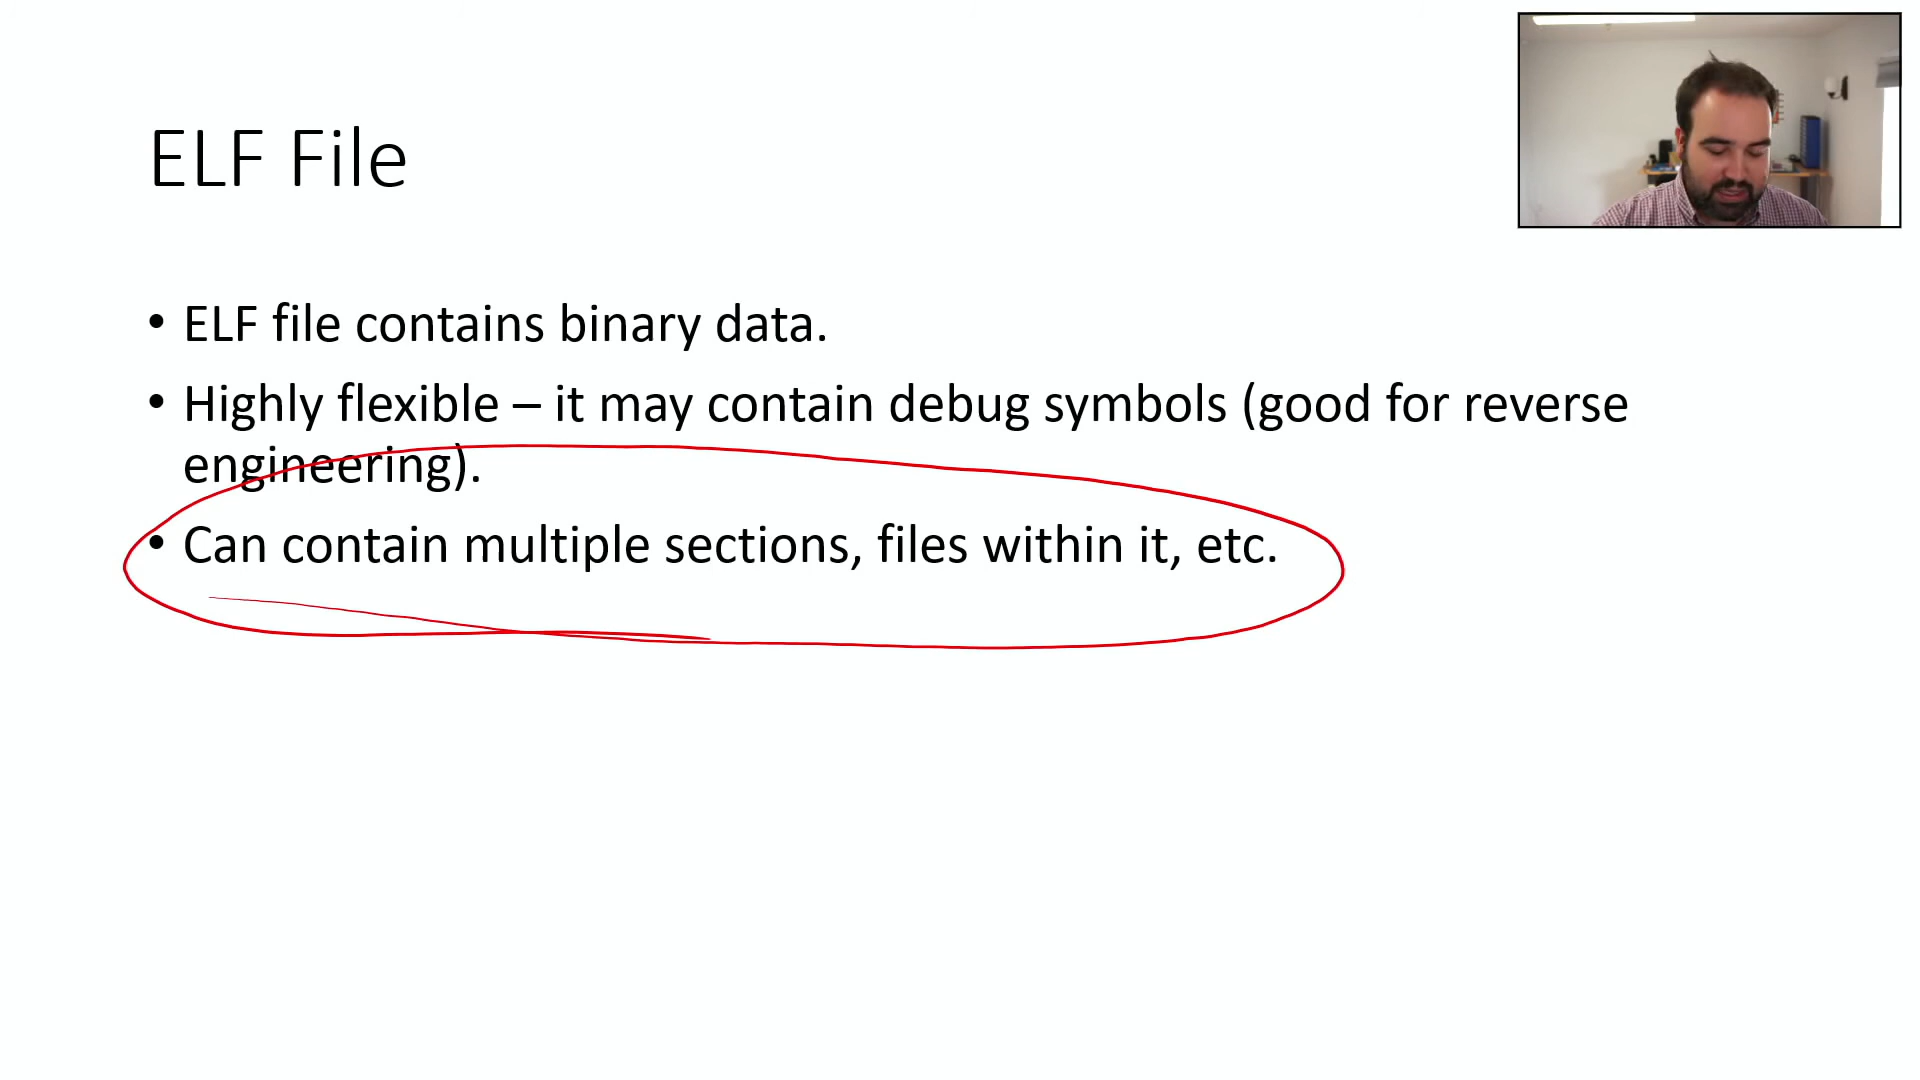 ELF File
• ELF file contains binary data.
• Highly flexible – it may contain debug symbols (good for reverse
engineering).
• Can contain multiple sections, files within it, etc.